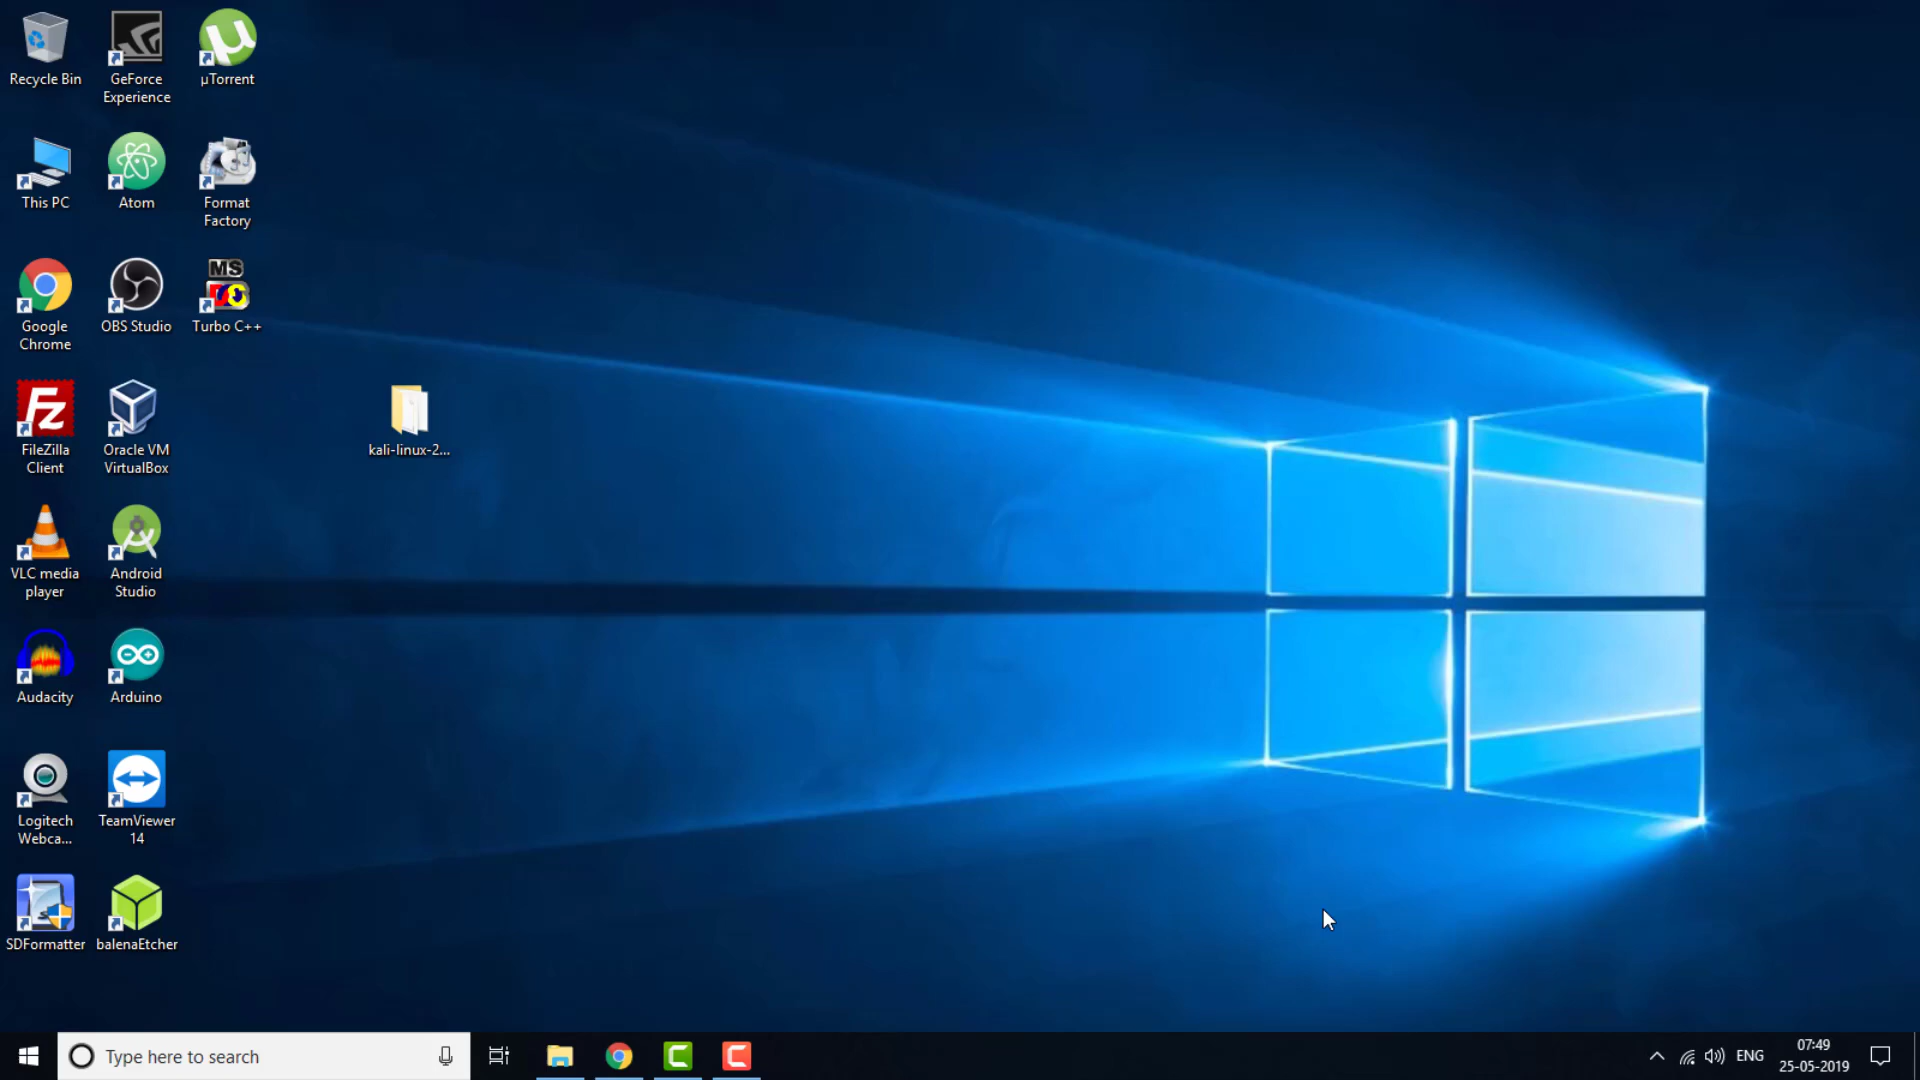 Recycle Bin
GeForce
Experience
µTorrent
This PC
Atom
Format
Factory
Google
Chrome
OBS Studio
MS
Turbo C++
Fz
FileZilla
Client
Oracle VM
VirtualBox
kali-linux-2...
VLC media
player
Android
Studio
Audacity
Arduino
Logitech
Webca...
TeamViewer
14
SDFormatter
balenaEtcher
Type here to search
ENG
07:49
25-05-2019